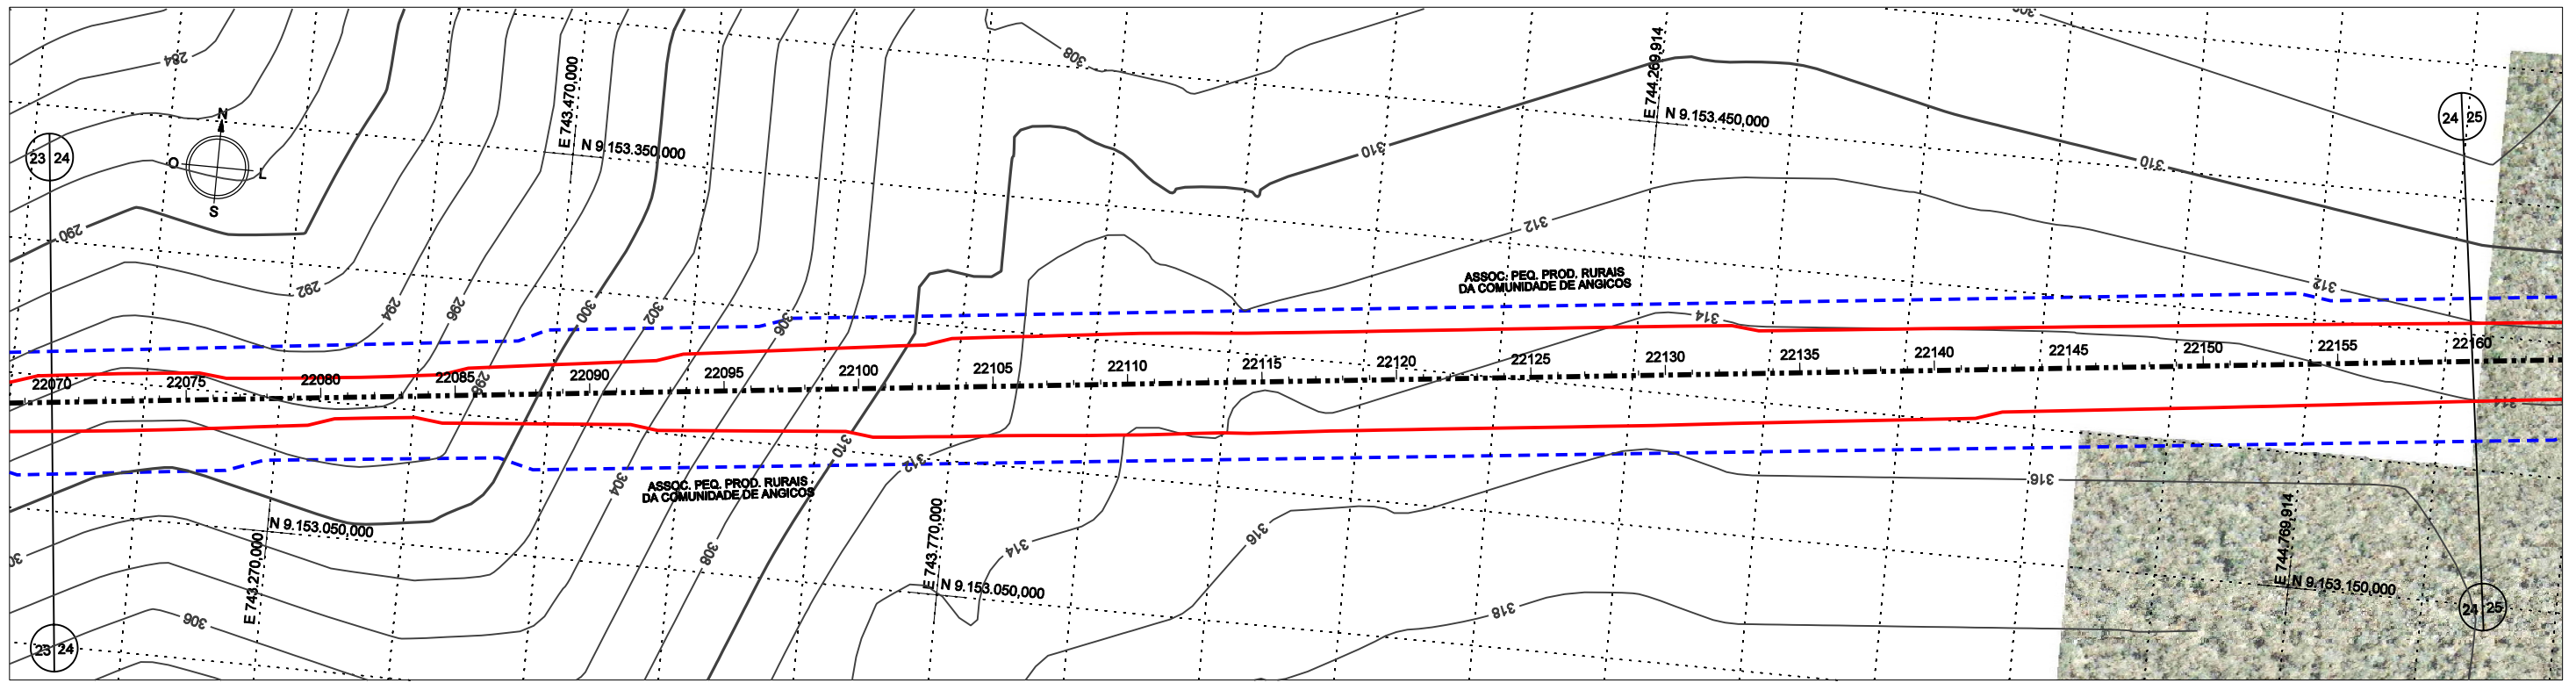 284
308
E 743.470,000
N 9.153.350,000
E 744.269,914
N 9.153.450,000
23 24
24 25
N
O
L
S
310
310
290
292
294
296
300
302
306
312
312
ASSOC. PEQ. PROD. RURAIS
DA COMUNIDADE DE ANGICOS
314
22070
22075
22080
22085
22090
22095
22100
22105
22110
22115
22120
22125
22130
22135
22140
22145
22150
22155
22160
298
314
310
312
304
ASSOC. PEQ. PROD. RURAIS
DA COMUNIDADE DE ANGICOS
316
316
N 9.153.050,000
E 743.270,000
308
314
E 743.770,000
N 9.153.050,000
E 744.769,914
N 9.153.150,000
306
318
23 24
24 25